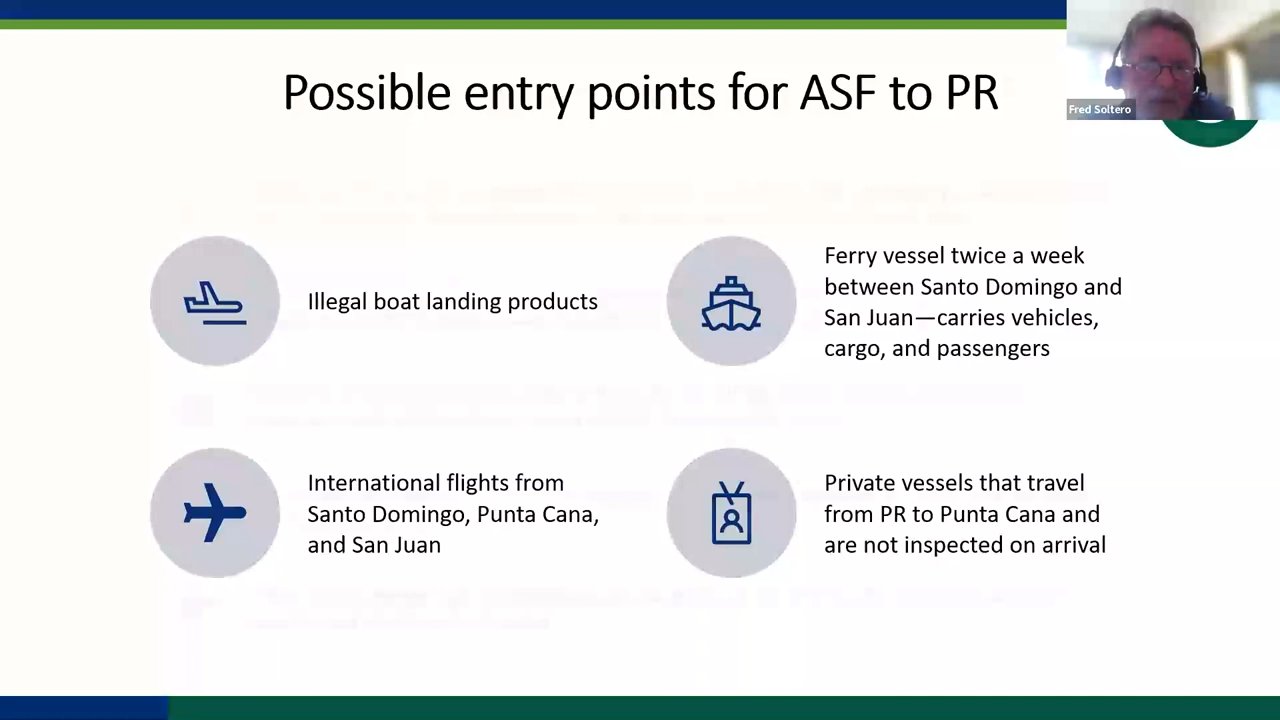 Possible entry points for ASF to PR
Fred Soltero
Illegal boat landing products
Ferry vessel twice a week
between Santo Domingo and
San Juan—carries vehicles,
cargo, and passengers
International flights from
Santo Domingo, Punta Cana,
and San Juan
Private vessels that travel
from PR to Punta Cana and
are not inspected on arrival